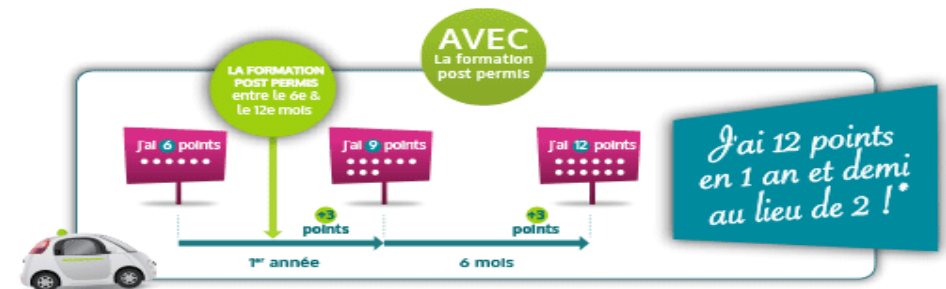 AVEC
La formation
post permis
LA FORMATION
POST PERMIS
entre le 6e &
le 12e mois
J'ai 6 points
J'ai 9 points
J'ai 12 points
+3
points
+3
points
1er année
6 mois
J'ai 12 points
en 1 an et demi
au lieu de 2 !*